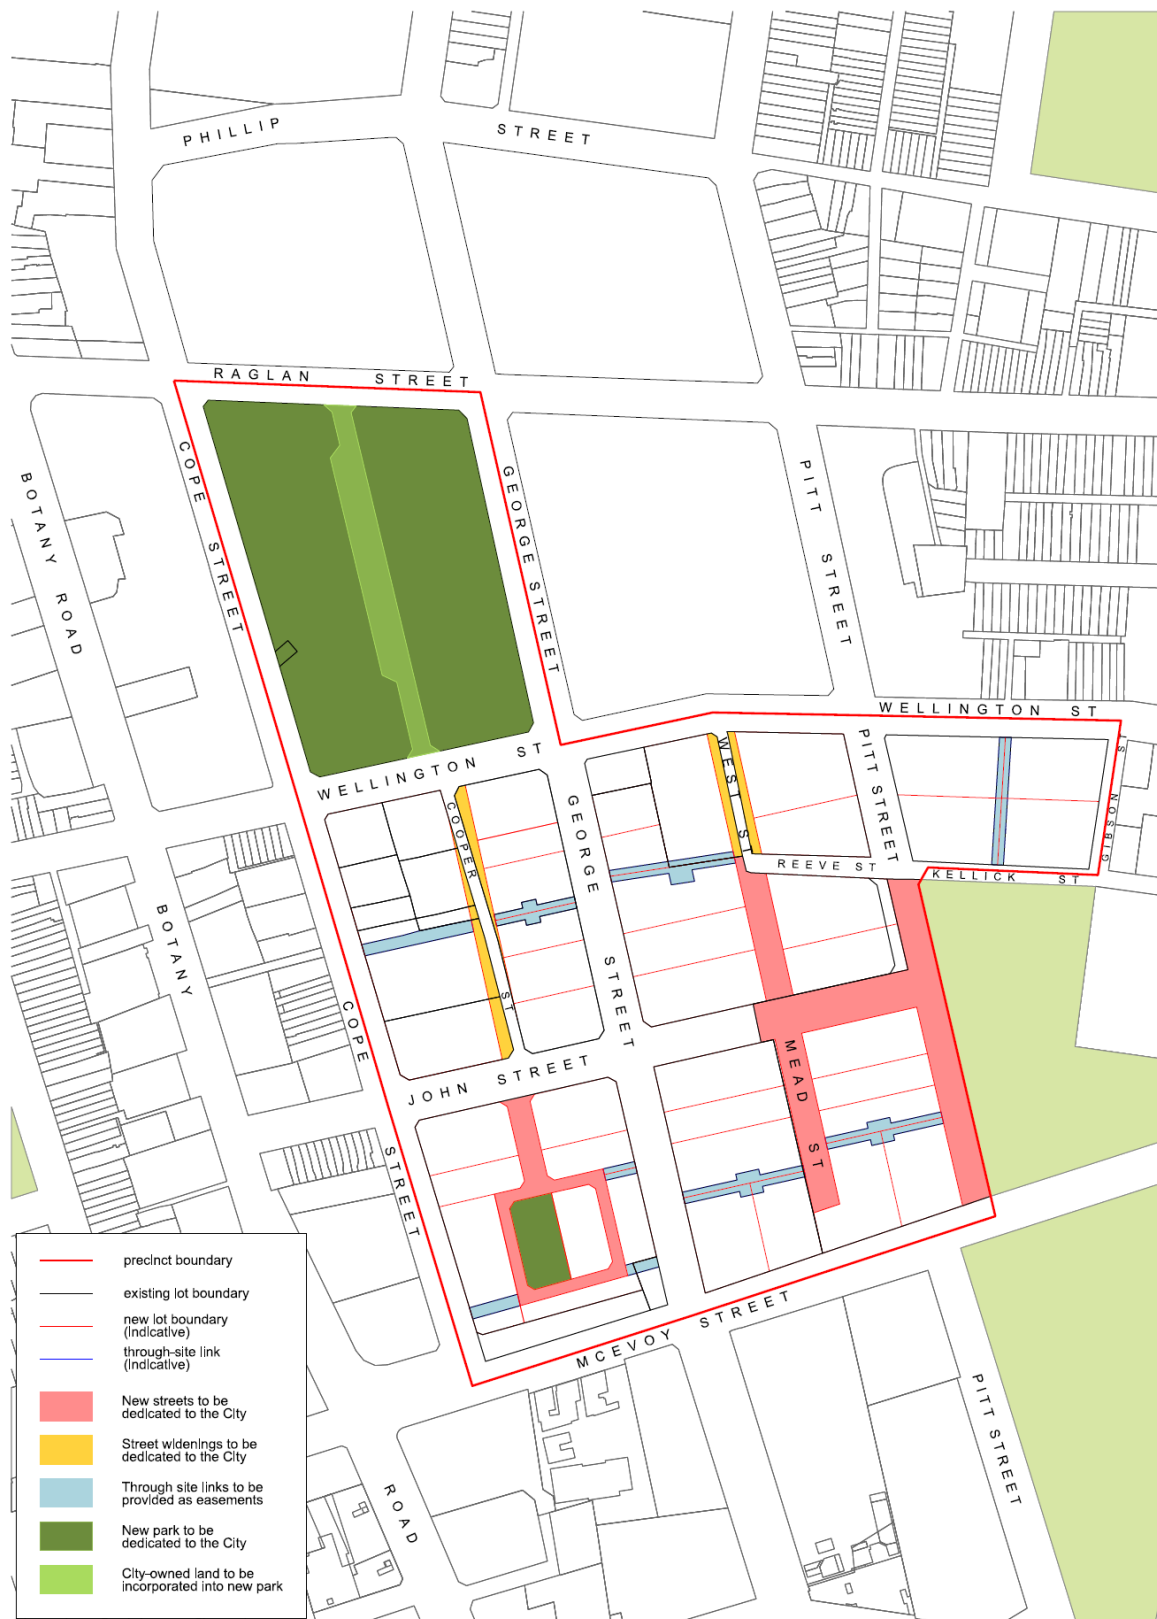 PHILLIP STREET
RAGLAN STREET
COPE STREET
BOTANY ROAD
GEORGE STREET
PITT STREET
WELLINGTON ST
WELLINGTON ST
WEST ST
PITT STREET
GIBSON ST
COOPER ST
GEORGE STREET
REEVE ST
KELLICK ST
BOTANY ROAD
COPE STREET
JOHN STREET
MEAD ST
MCEVOY STREET
PITT STREET
precinct boundary
existing lot boundary
new lot boundary
(indicative)
through-site link
(indicative)
New streets to be
dedicated to the City
Street widenings to be
dedicated to the City
Through site links to be
provided as easements
New park to be
dedicated to the City
City-owned land to be
incorporated into new park